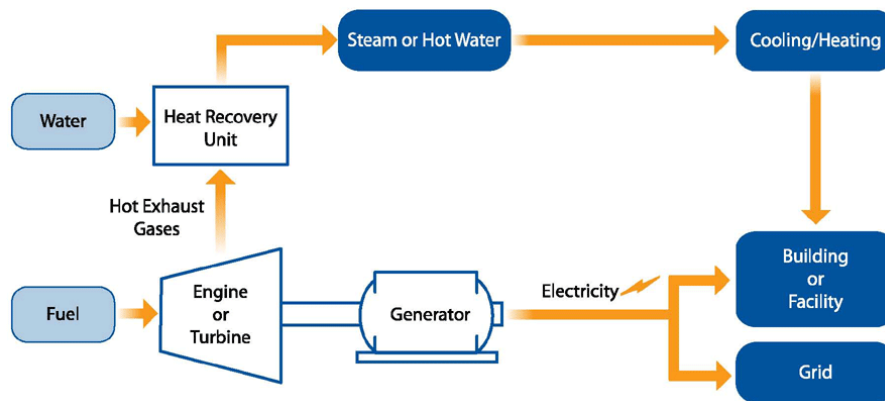 Steam or Hot Water
Cooling/Heating
Water
Heat Recovery
Unit
Hot Exhaust
Gases
Fuel
Engine
or
Turbine
Generator
Electricity
Building
or
Facility
Grid